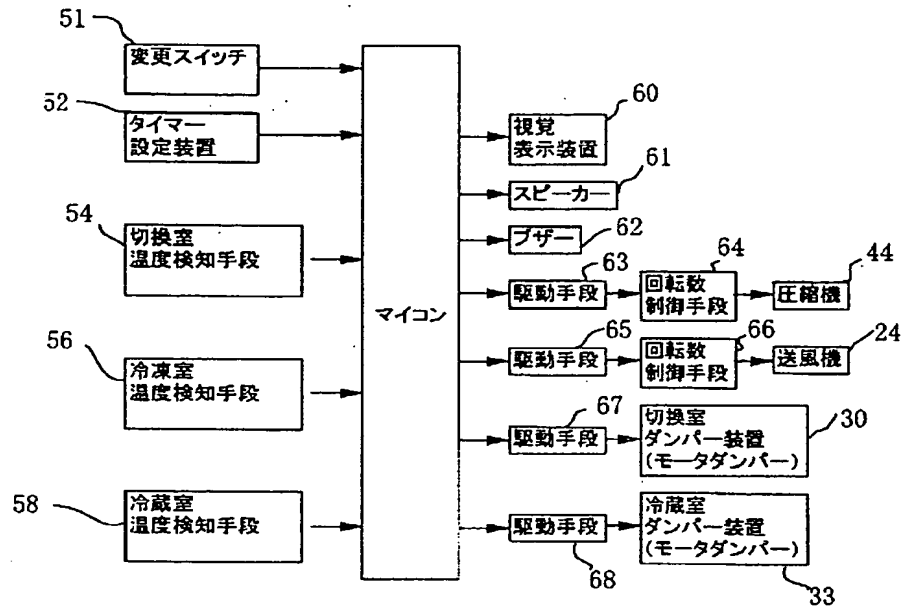 51
変更スイッチ
52
タイマー
設定装置
54
切換室
温度検知手段
56
冷凍室
温度検知手段
58
冷蔵室
温度検知手段
マイコン
60
視覚
表示装置
61
スピーカー
62
ブザー
63
駆動手段
64
回転数
制御手段
44
圧縮機
65
駆動手段
66
回転数
制御手段
24
送風機
67
駆動手段
切換室
ダンパー装置
(モータダンパー)
30
駆動手段
68
冷蔵室
ダンパー装置
(モータダンパー)
33